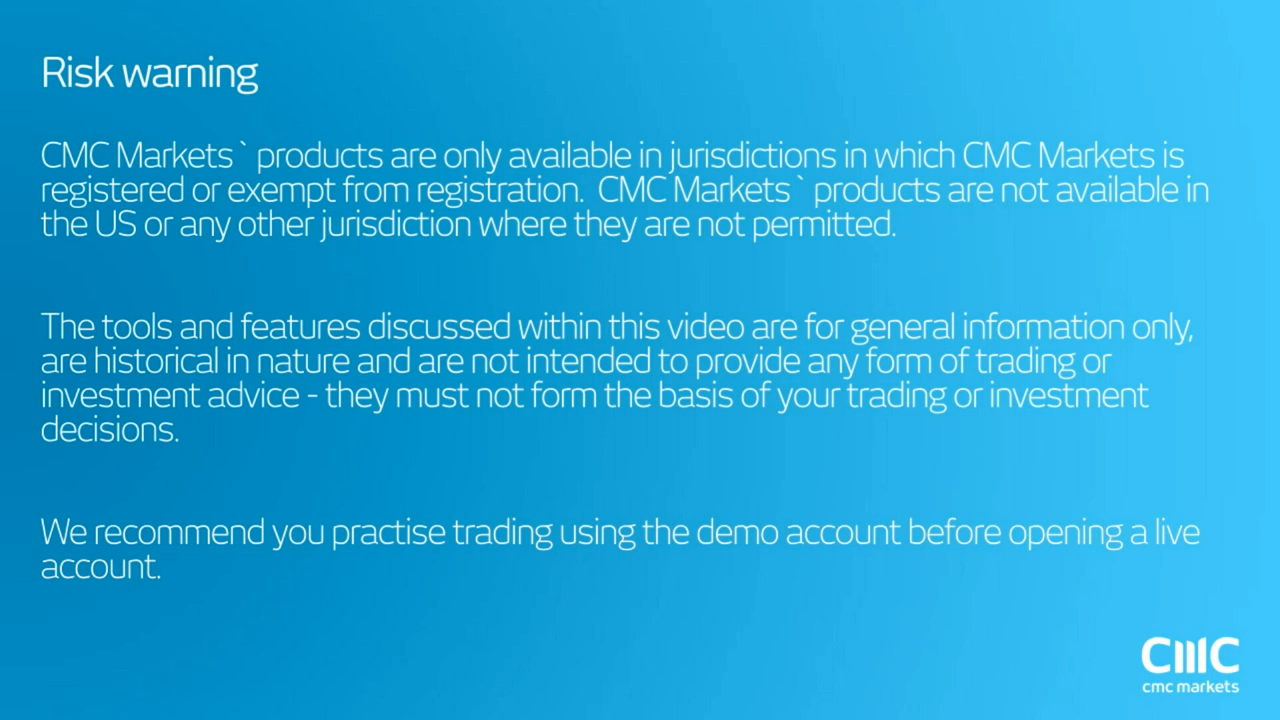 Risk warning
CMC Markets` products are only available in jurisdictions in which CMC Markets is
registered or exempt from registration.  CMC Markets` products are not available in
the US or any other jurisdiction where they are not permitted.
The tools and features discussed within this video are for general information only,
are historical in nature and are not intended to provide any form of trading or
investment advice - they must not form the basis of your trading or investment
decisions.
We recommend you practise trading using the demo account before opening a live
account.
CMC
cmc markets